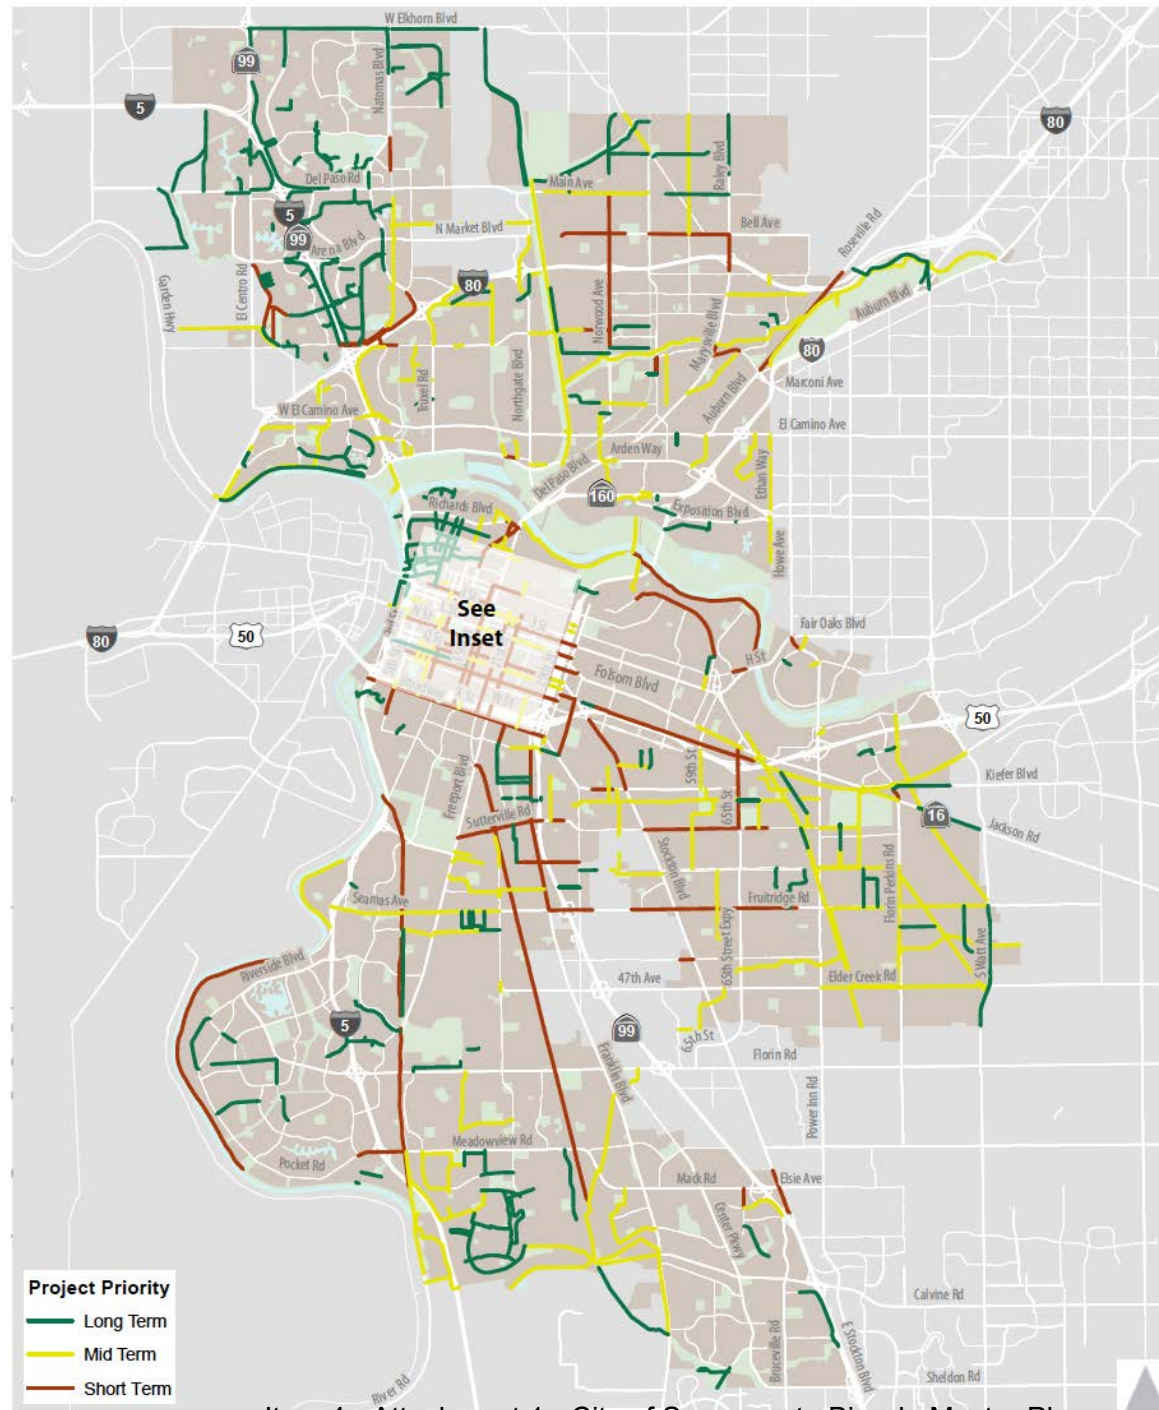 W Elkhorn Blvd
99
Natomas Blvd
5
80
Del Paso Rd
Main Ave
Raley Blvd
5
N Market Blvd
Bell Ave
Roseville Rd
99
Arena Blvd
Garden Hwy
El Centro Rd
80
Norwood Ave
Marysville Blvd
Auburn Blvd
80
Truxel Rd
Northgate Blvd
Auburn Blvd
Marconi Ave
W El Camino Ave
El Camino Ave
Arden Way
Ethan Way
Del Paso Blvd
160
Richards Blvd
Exposition Blvd
Howe Ave
See
Inset
80
50
Fair Oaks Blvd
H St
Folsom Blvd
50
59th St
Kiefer Blvd
Freeport Blvd
65th St
Sutterville Rd
16
Jackson Rd
Stockton Blvd
Florin Perkins Rd
Seamas Ave
Fruitridge Rd
65th Street Expy
S Watt Ave
Riverside Blvd
47th Ave
Elder Creek Rd
5
99
65th St
Florin Rd
Franklin Blvd
Power Inn Rd
Meadowview Rd
Pocket Rd
Mack Rd
Elsie Ave
Center Pkwy
Project Priority
Long Term
Mid Term
Short Term
Calvine Rd
Bruceville Rd
E Stockton Blvd
Sheldon Rd
River Rd